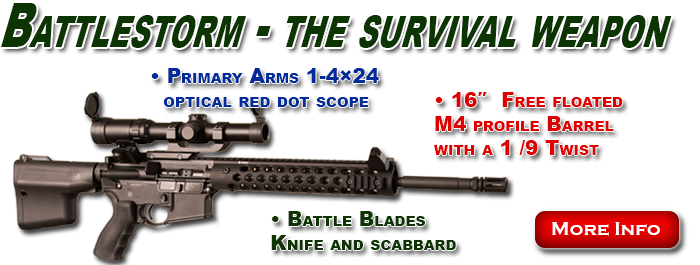 Battlestorm - the survival weapon
• Primary Arms 1-4×24
optical red dot scope
• 16″ Free floated
M4 profile Barrel
with a 1 /9 Twist
• Battle Blades
Knife and scabbard
More Info